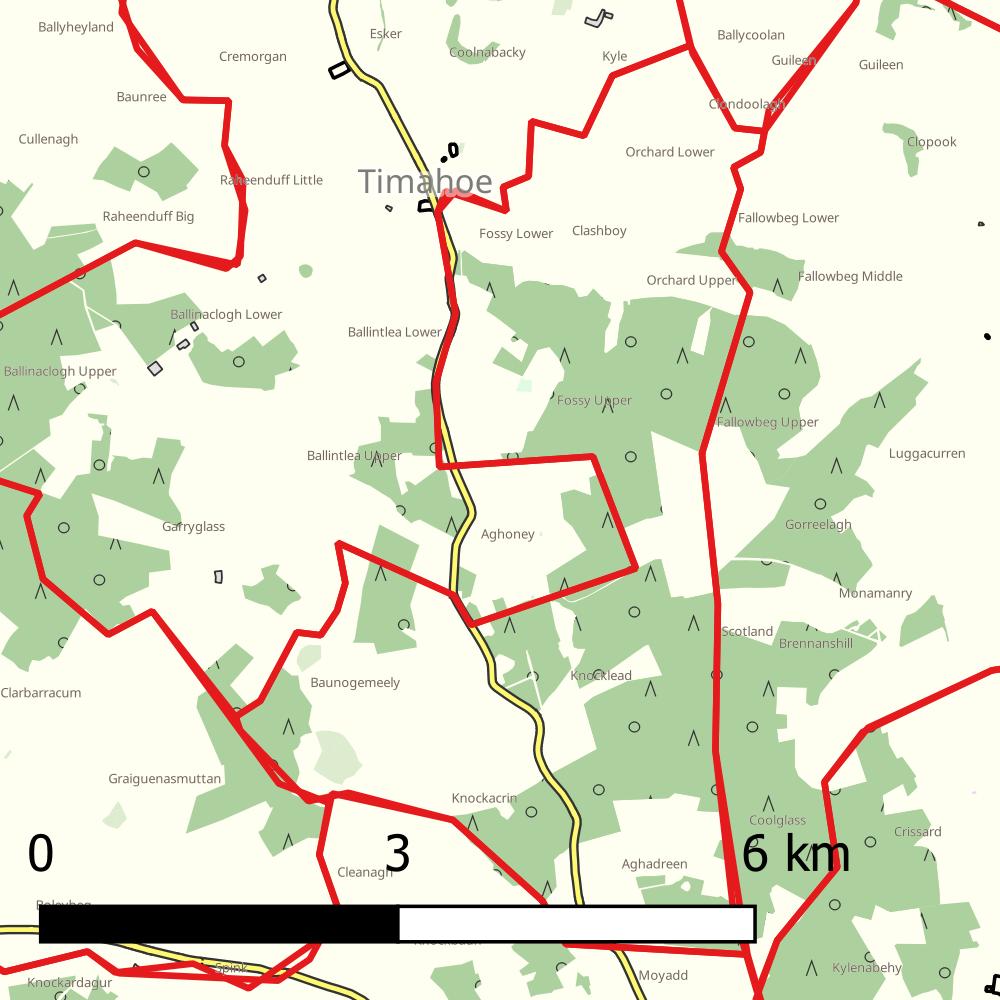 Ballyheyland
Esker
Ballycoolan
Cremorgan
Coolnabacky
Kyle
Guileen
Guileen
Baunree
Clondoolagh
Cullenagh
Clopook
Orchard Lower
Timahoe
Raheenduff Little
Raheenduff Big
Fallowbeg Lower
Fossy Lower
Clashboy
Orchard Upper
Fallowbeg Middle
Ballinaclogh Lower
Ballintlea Lower
Ballinaclogh Upper
Fossy Upper
Fallowbeg Upper
Ballintlea Upper
Luggacurren
Garryglass
Aghoney
Gorreelagh
Monamanry
Scotland
Brennanshill
Knocklead
Baunogemeely
Clarbarracum
Graiguenasmuttan
Knockacrin
Coolglass
Crissard
0 3 6 km
Aghadreen
Cleanagh
Spink
Kylenabehy
Moyadd
Knockardagur